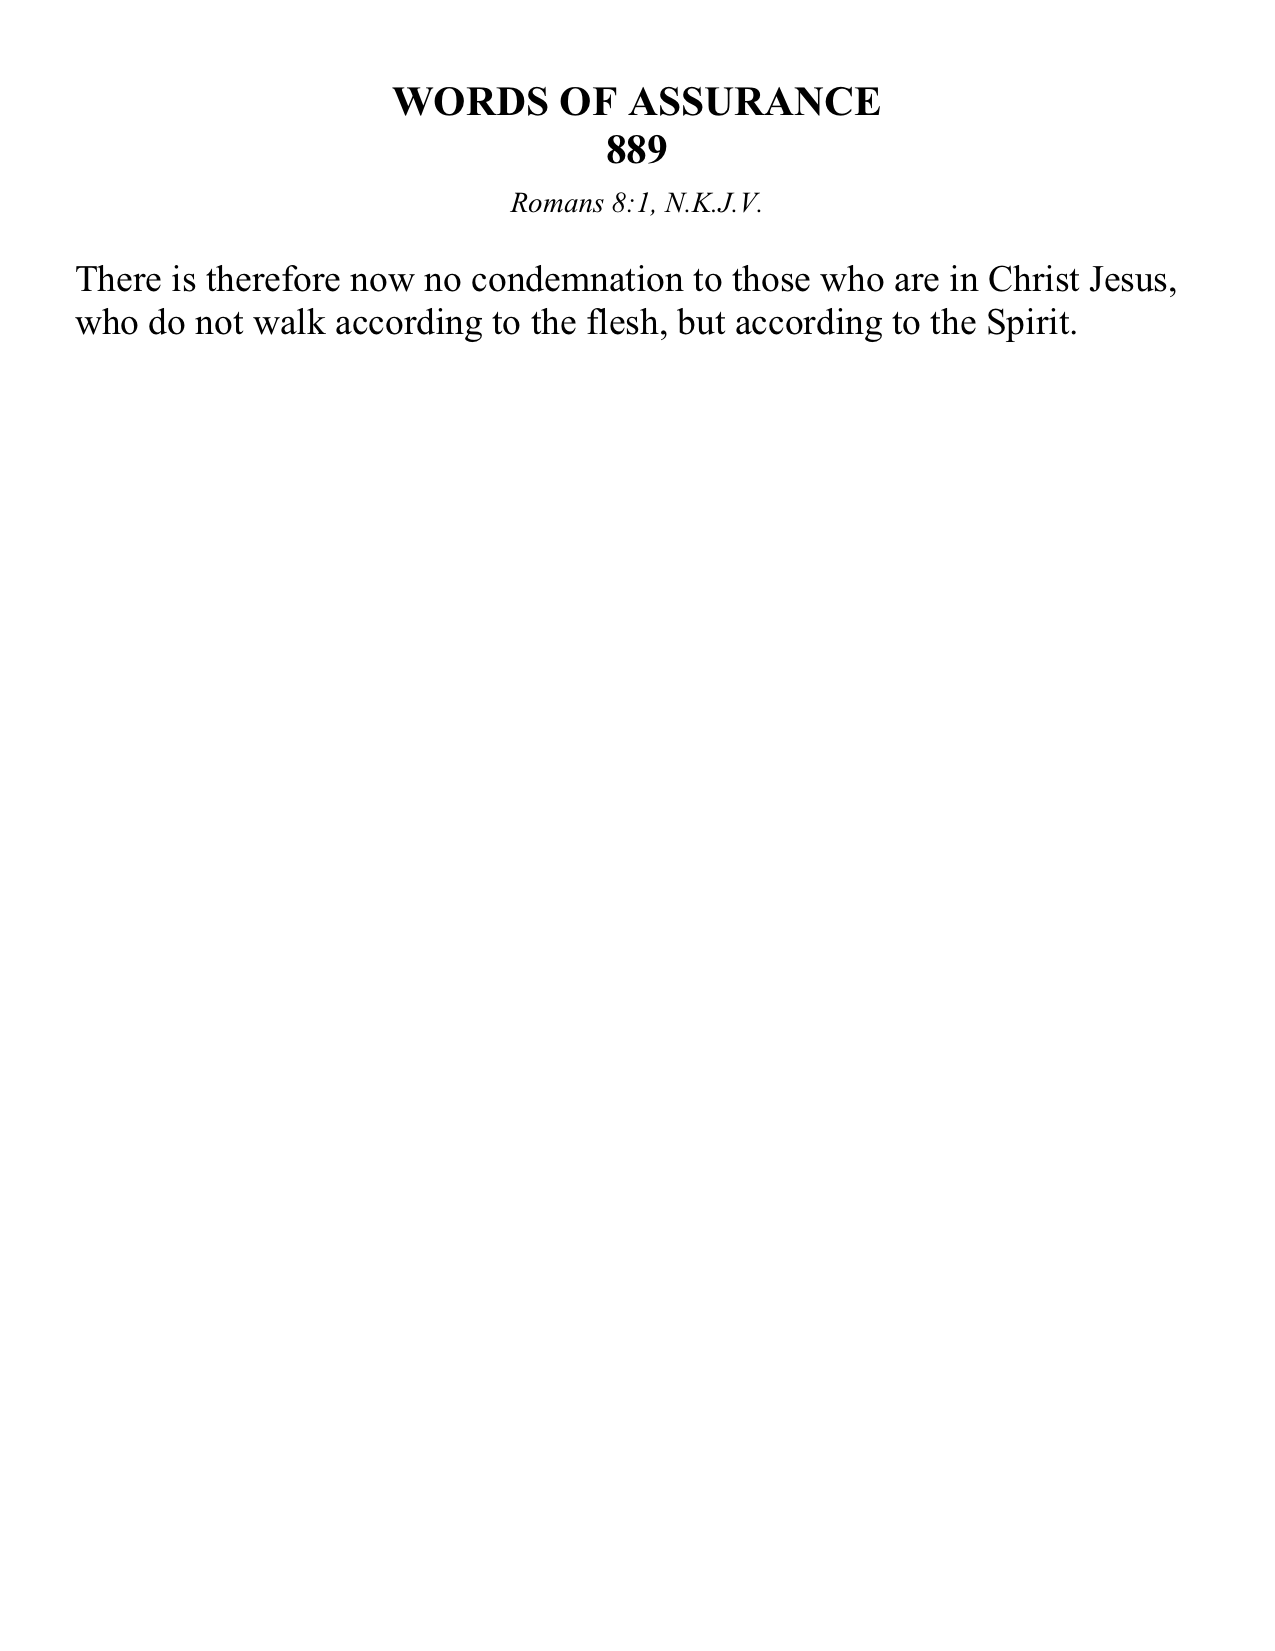 WORDS OF ASSURANCE
889
Romans 8:1, N.K.J.V.
There is therefore now no condemnation to those who are in Christ Jesus,
who do not walk according to the flesh, but according to the Spirit.